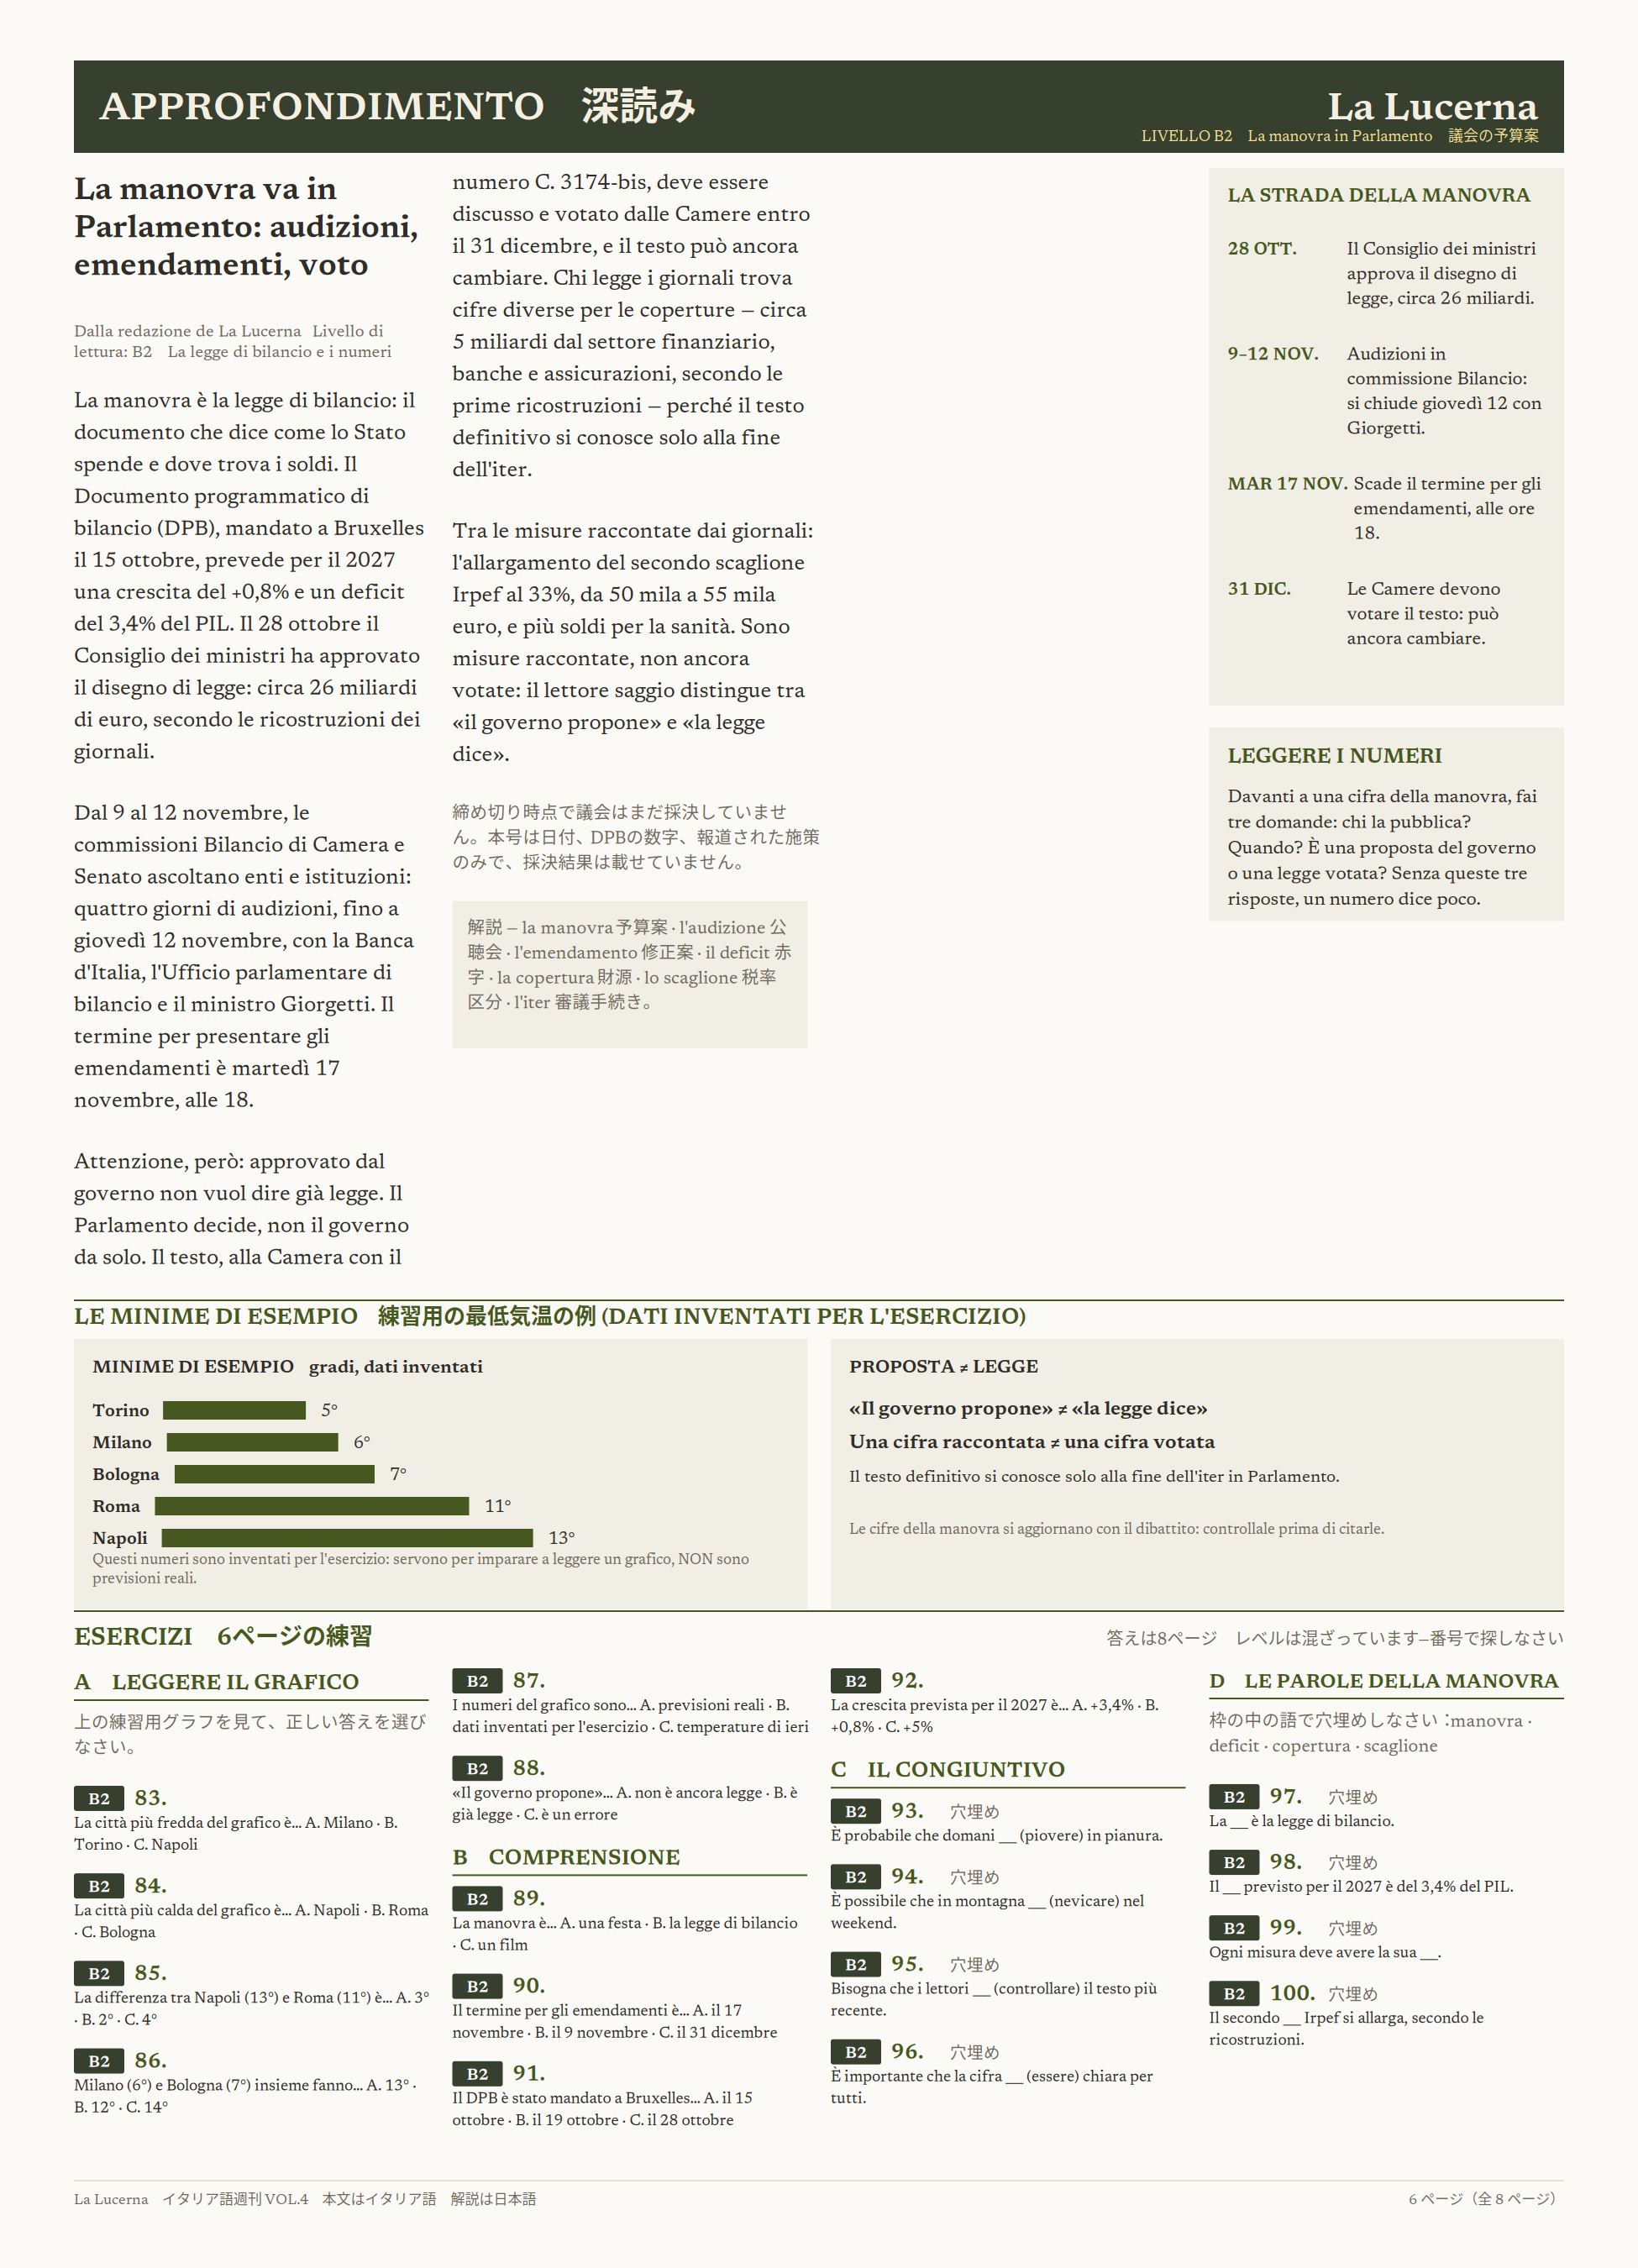 APPROFONDIMENTO 深読み
La Lucerna
LIVELLO B2 La manovra in Parlamento 議会の予算案
La manovra va in
Parlamento: audizioni,
emendamenti, voto
Dalla redazione de La Lucerna Livello di
lettura: B2 La legge di bilancio e i numeri
La manovra è la legge di bilancio: il
documento che dice come lo Stato
spende e dove trova i soldi. Il
Documento programmatico di
bilancio (DPB), mandato a Bruxelles
il 15 ottobre, prevede per il 2027
una crescita del +0,8% e un deficit
del 3,4% del PIL. Il 28 ottobre il
Consiglio dei ministri ha approvato
il disegno di legge: circa 26 miliardi
di euro, secondo le ricostruzioni dei
giornali.
Dal 9 al 12 novembre, le
commissioni Bilancio di Camera e
Senato ascoltano enti e istituzioni:
quattro giorni di audizioni, fino a
giovedì 12 novembre, con la Banca
d'Italia, l'Ufficio parlamentare di
bilancio e il ministro Giorgetti. Il
termine per presentare gli
emendamenti è martedì 17
novembre, alle 18.
Attenzione, però: approvato dal
governo non vuol dire già legge. Il
Parlamento decide, non il governo
da solo. Il testo, alla Camera con il
numero C. 3174-bis, deve essere
discusso e votato dalle Camere entro
il 31 dicembre, e il testo può ancora
cambiare. Chi legge i giornali trova
cifre diverse per le coperture — circa
5 miliardi dal settore finanziario,
banche e assicurazioni, secondo le
prime ricostruzioni — perché il testo
definitivo si conosce solo alla fine
dell'iter.
Tra le misure raccontate dai giornali:
l'allargamento del secondo scaglione
Irpef al 33%, da 50 mila a 55 mila
euro, e più soldi per la sanità. Sono
misure raccontate, non ancora
votate: il lettore saggio distingue tra
«il governo propone» e «la legge
dice».
締め切り時点で議会はまだ採決していませ
ん。本号は日付、DPBの数字、報道された施策
のみで、採決結果は載せていません。
解説 — la manovra 予算案 · l'audizione 公
聴会 · l'emendamento 修正案 · il deficit 赤
字 · la copertura 財源 · lo scaglione 税率
区分 · l'iter 審議手続き。
LA STRADA DELLA MANOVRA
28 OTT. Il Consiglio dei ministri
approva il disegno di
legge, circa 26 miliardi.
9–12 NOV. Audizioni in
commissione Bilancio:
si chiude giovedì 12 con
Giorgetti.
MAR 17 NOV. Scade il termine per gli
emendamenti, alle ore
18.
31 DIC. Le Camere devono
votare il testo: può
ancora cambiare.
LEGGERE I NUMERI
Davanti a una cifra della manovra, fai
tre domande: chi la pubblica?
Quando? È una proposta del governo
o una legge votata? Senza queste tre
risposte, un numero dice poco.
LE MINIME DI ESEMPIO 練習用の最低気温の例 (DATI INVENTATI PER L'ESERCIZIO)
MINIME DI ESEMPIO gradi, dati inventati
Torino 5°
Milano 6°
Bologna 7°
Roma 11°
Napoli 13°
Questi numeri sono inventati per l'esercizio: servono per imparare a leggere un grafico, NON sono
previsioni reali.
PROPOSTA ≠ LEGGE
«Il governo propone» ≠ «la legge dice»
Una cifra raccontata ≠ una cifra votata
Il testo definitivo si conosce solo alla fine dell'iter in Parlamento.
Le cifre della manovra si aggiornano con il dibattito: controllale prima di citarle.
ESERCIZI 6ページの練習
答えは8ページ レベルは混ざっています—番号で探しなさい
A LEGGERE IL GRAFICO
上の練習用グラフを見て、正しい答えを選び
なさい。
B2 83.
La città più fredda del grafico è... A. Milano · B.
Torino · C. Napoli
B2 84.
La città più calda del grafico è... A. Napoli · B. Roma
· C. Bologna
B2 85.
La differenza tra Napoli (13°) e Roma (11°) è... A. 3°
· B. 2° · C. 4°
B2 86.
Milano (6°) e Bologna (7°) insieme fanno... A. 13° ·
B. 12° · C. 14°
B2 87.
I numeri del grafico sono... A. previsioni reali · B.
dati inventati per l'esercizio · C. temperature di ieri
B2 88.
«Il governo propone»... A. non è ancora legge · B. è
già legge · C. è un errore
B COMPRENSIONE
B2 89.
La manovra è... A. una festa · B. la legge di bilancio
· C. un film
B2 90.
Il termine per gli emendamenti è... A. il 17
novembre · B. il 9 novembre · C. il 31 dicembre
B2 91.
Il DPB è stato mandato a Bruxelles... A. il 15
ottobre · B. il 19 ottobre · C. il 28 ottobre
B2 92.
La crescita prevista per il 2027 è... A. +3,4% · B.
+0,8% · C. +5%
C IL CONGIUNTIVO
B2 93. 穴埋め
È probabile che domani __ (piovere) in pianura.
B2 94. 穴埋め
È possibile che in montagna __ (nevicare) nel
weekend.
B2 95. 穴埋め
Bisogna che i lettori __ (controllare) il testo più
recente.
B2 96. 穴埋め
È importante che la cifra __ (essere) chiara per
tutti.
D LE PAROLE DELLA MANOVRA
枠の中の語で穴埋めしなさい：manovra ·
deficit · copertura · scaglione
B2 97. 穴埋め
La __ è la legge di bilancio.
B2 98. 穴埋め
Il __ previsto per il 2027 è del 3,4% del PIL.
B2 99. 穴埋め
Ogni misura deve avere la sua __.
B2 100. 穴埋め
Il secondo __ Irpef si allarga, secondo le
ricostruzioni.
La Lucerna イタリア語週刊 VOL.4 本文はイタリア語 解説は日本語
6 ページ（全 8 ページ）